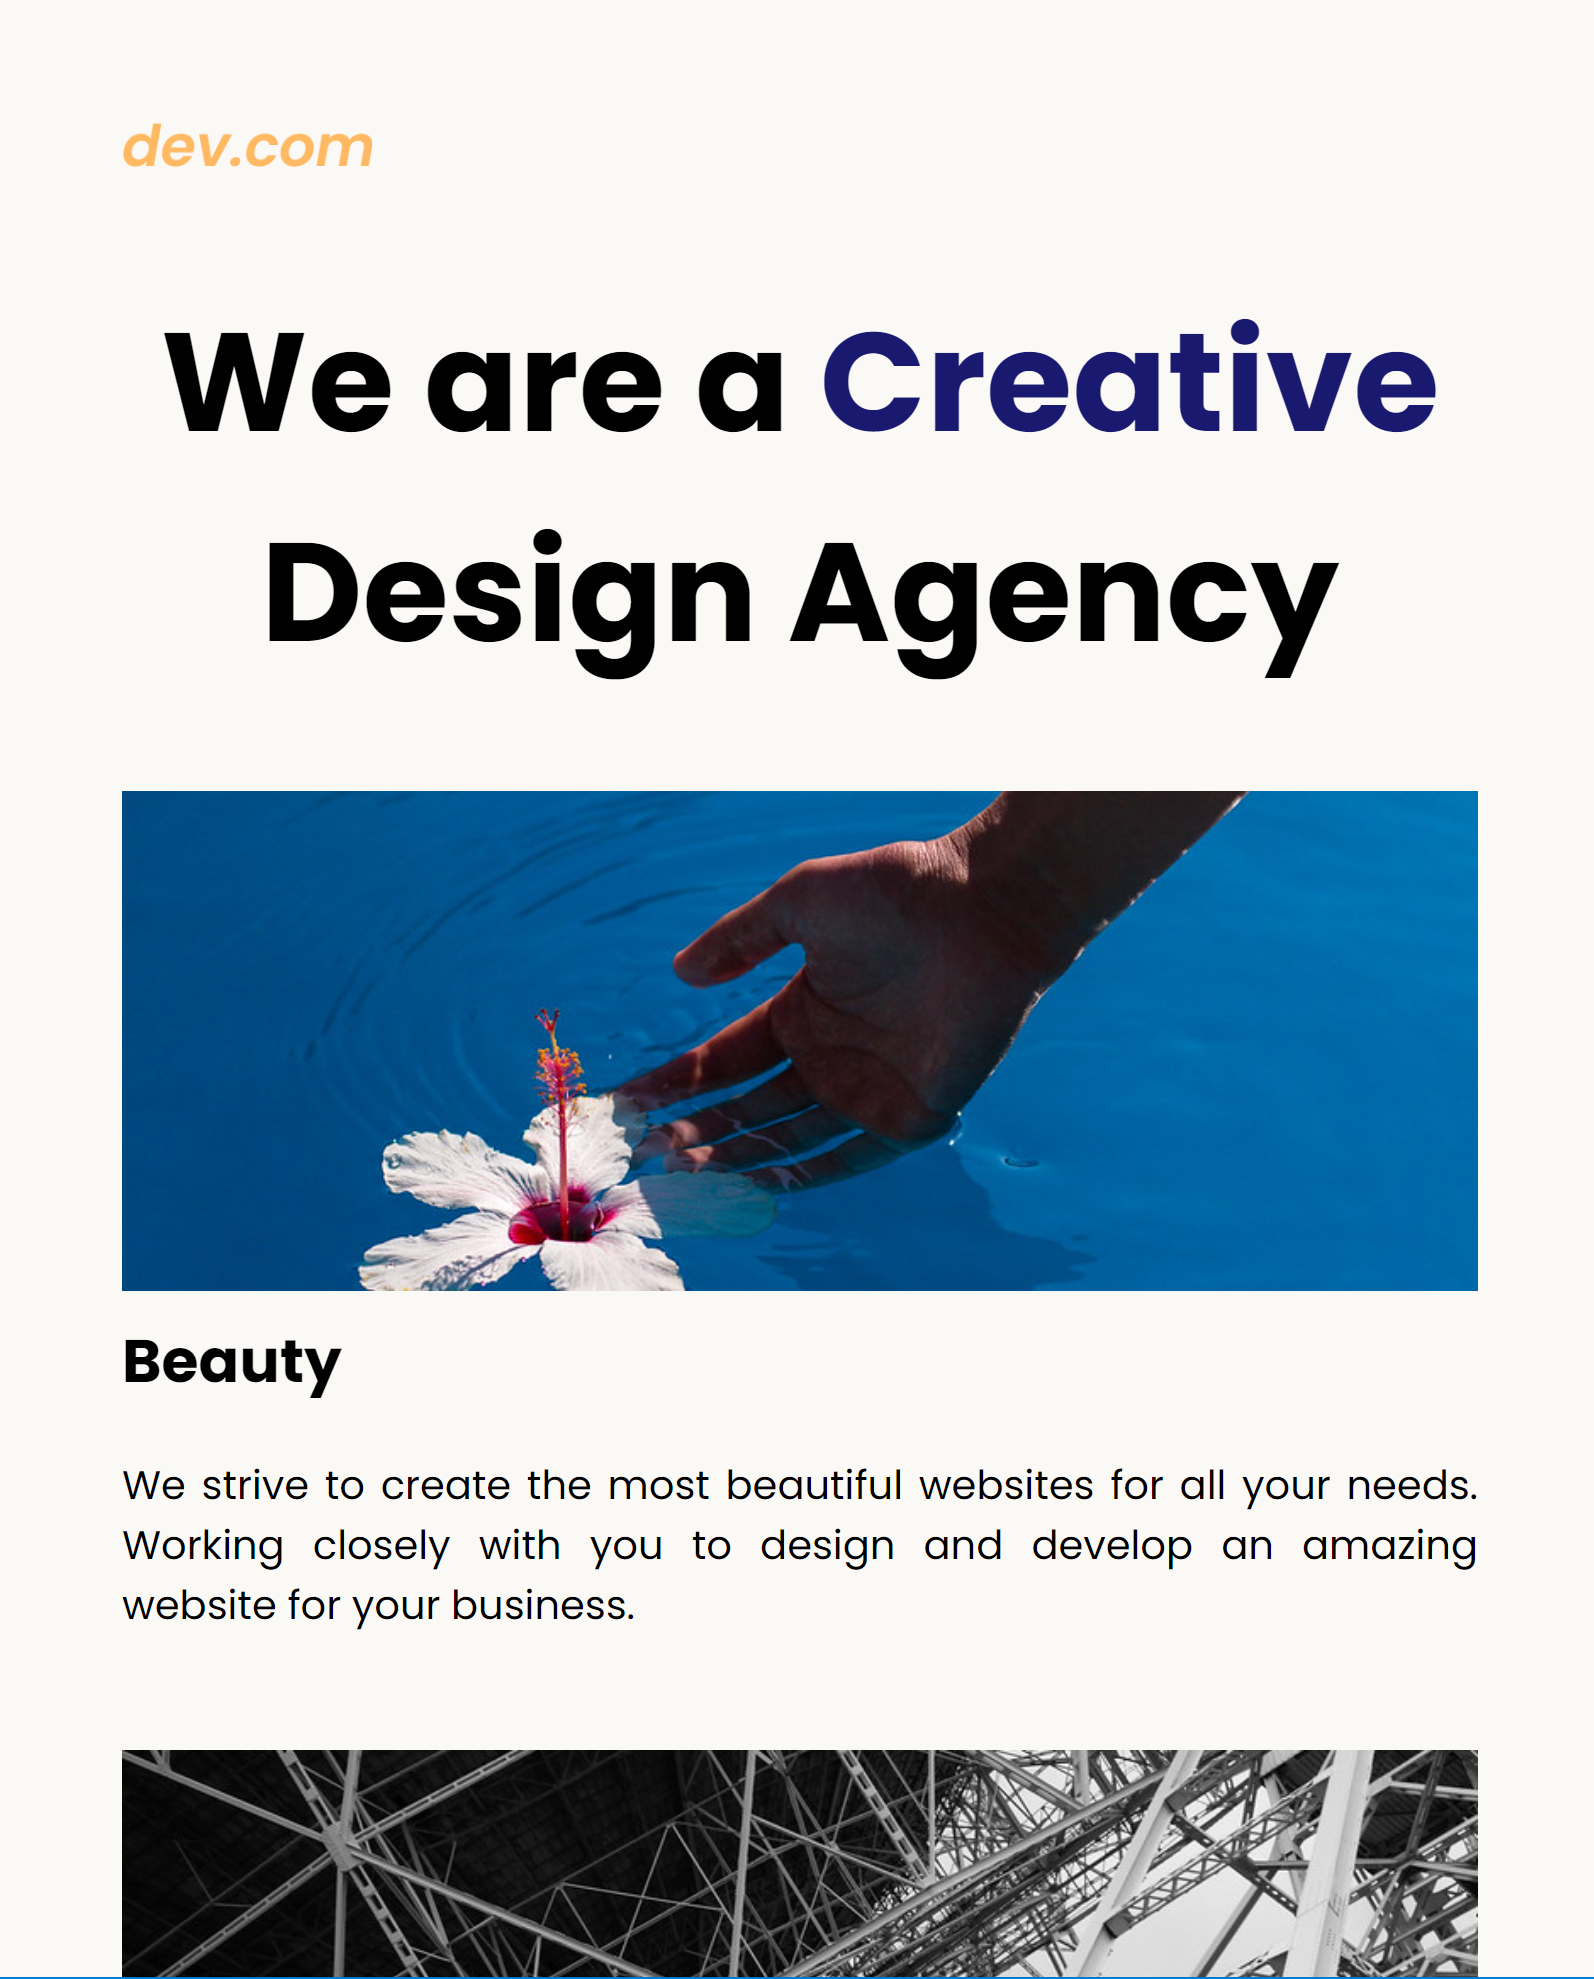 dev.com
We are a Creative
Design Agency
Beauty
We strive to create the most beautiful websites for all your needs.
Working closely with you to design and develop an amazing
website for your business.